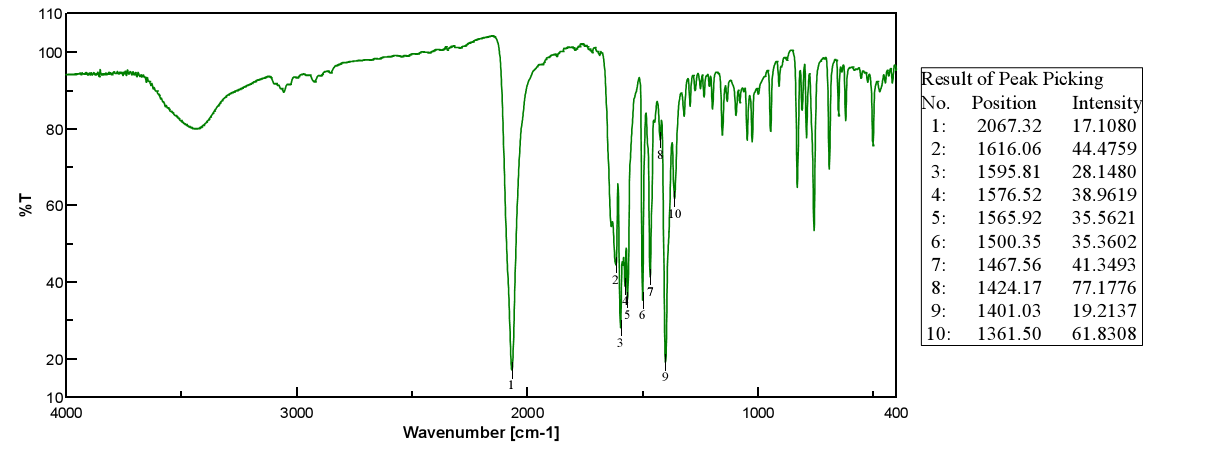 110
100
80
60
40
20
10
%T
4000
3000
2000
1000
400
Wavenumber [cm-1]
1
2
3
4
5
6
7
8
9
10
Result of Peak Picking
No. Position Intensity
1: 2067.32 17.1080
2: 1616.06 44.4759
3: 1595.81 28.1480
4: 1576.52 38.9619
5: 1565.92 35.5621
6: 1500.35 35.3602
7: 1467.56 41.3493
8: 1424.17 77.1776
9: 1401.03 19.2137
10: 1361.50 61.8308